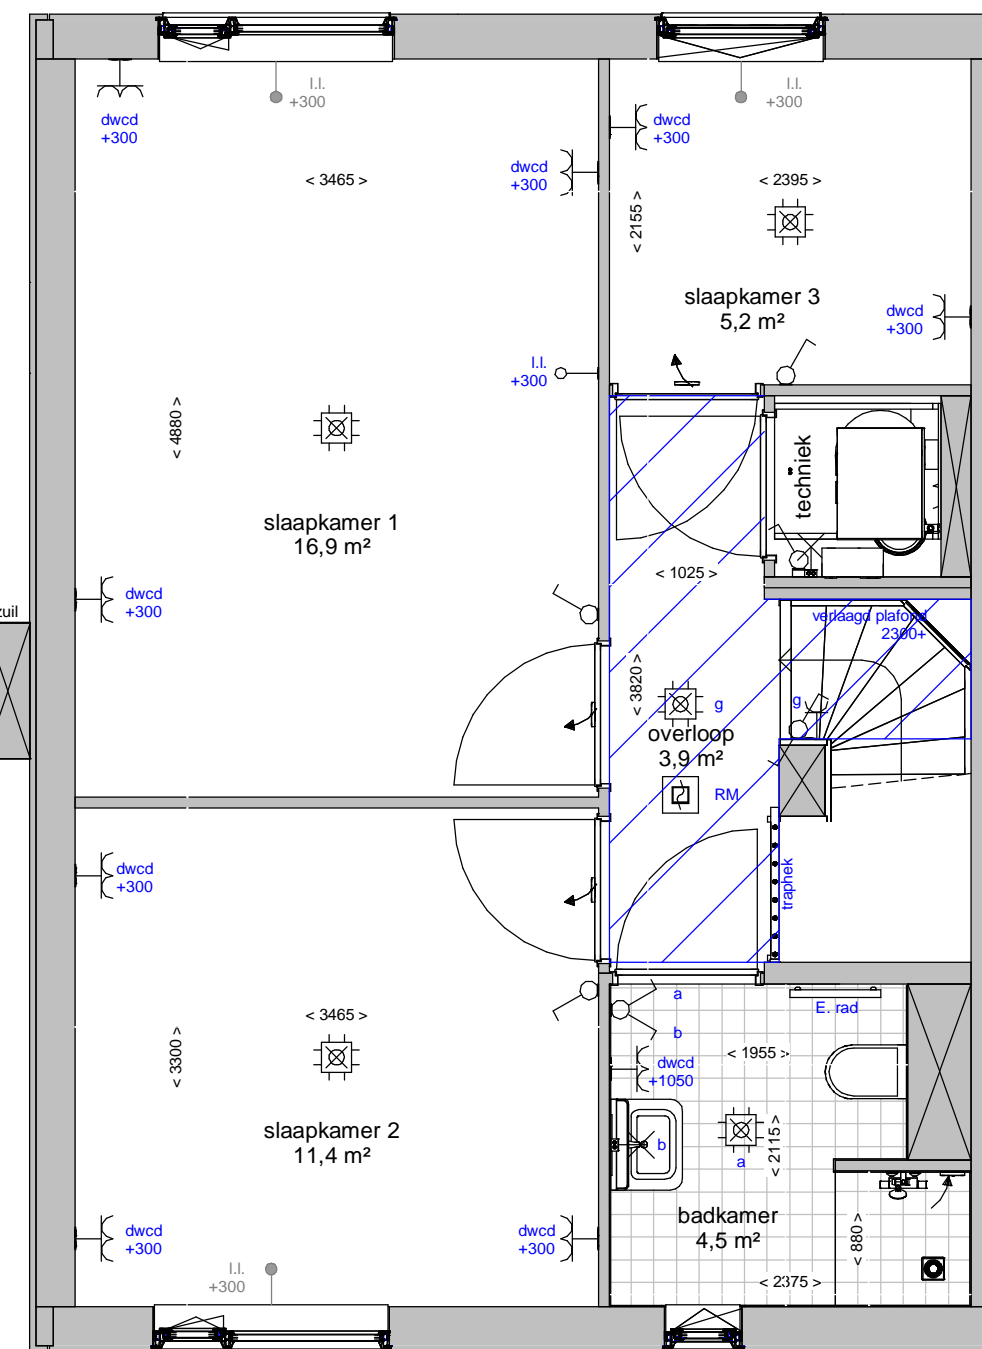 l.l.
+300
l.l.
+300
dwcd
+300
dwcd
+300
dwcd
+300
< 3465 >
< 2395 >
< 2155 >
slaapkamer 3
5,2 m²
dwcd
+300
l.l.
+300
< 4880 >
techniek
slaapkamer 1
16,9 m²
< 1025 >
dwcd
+300
zuil
verlaagd plafond
2300+
< 3820 >
g
g
overloop
3,9 m²
RM
dwcd
+300
traphek
a
E. rad
< 3465 >
b
< 3300 >
< 1955 >
dwcd
+1050
slaapkamer 2
11,4 m²
b
a
< 2115 >
badkamer
4,5 m²
dwcd
+300
dwcd
+300
< 880 >
l.l.
+300
< 2375 >